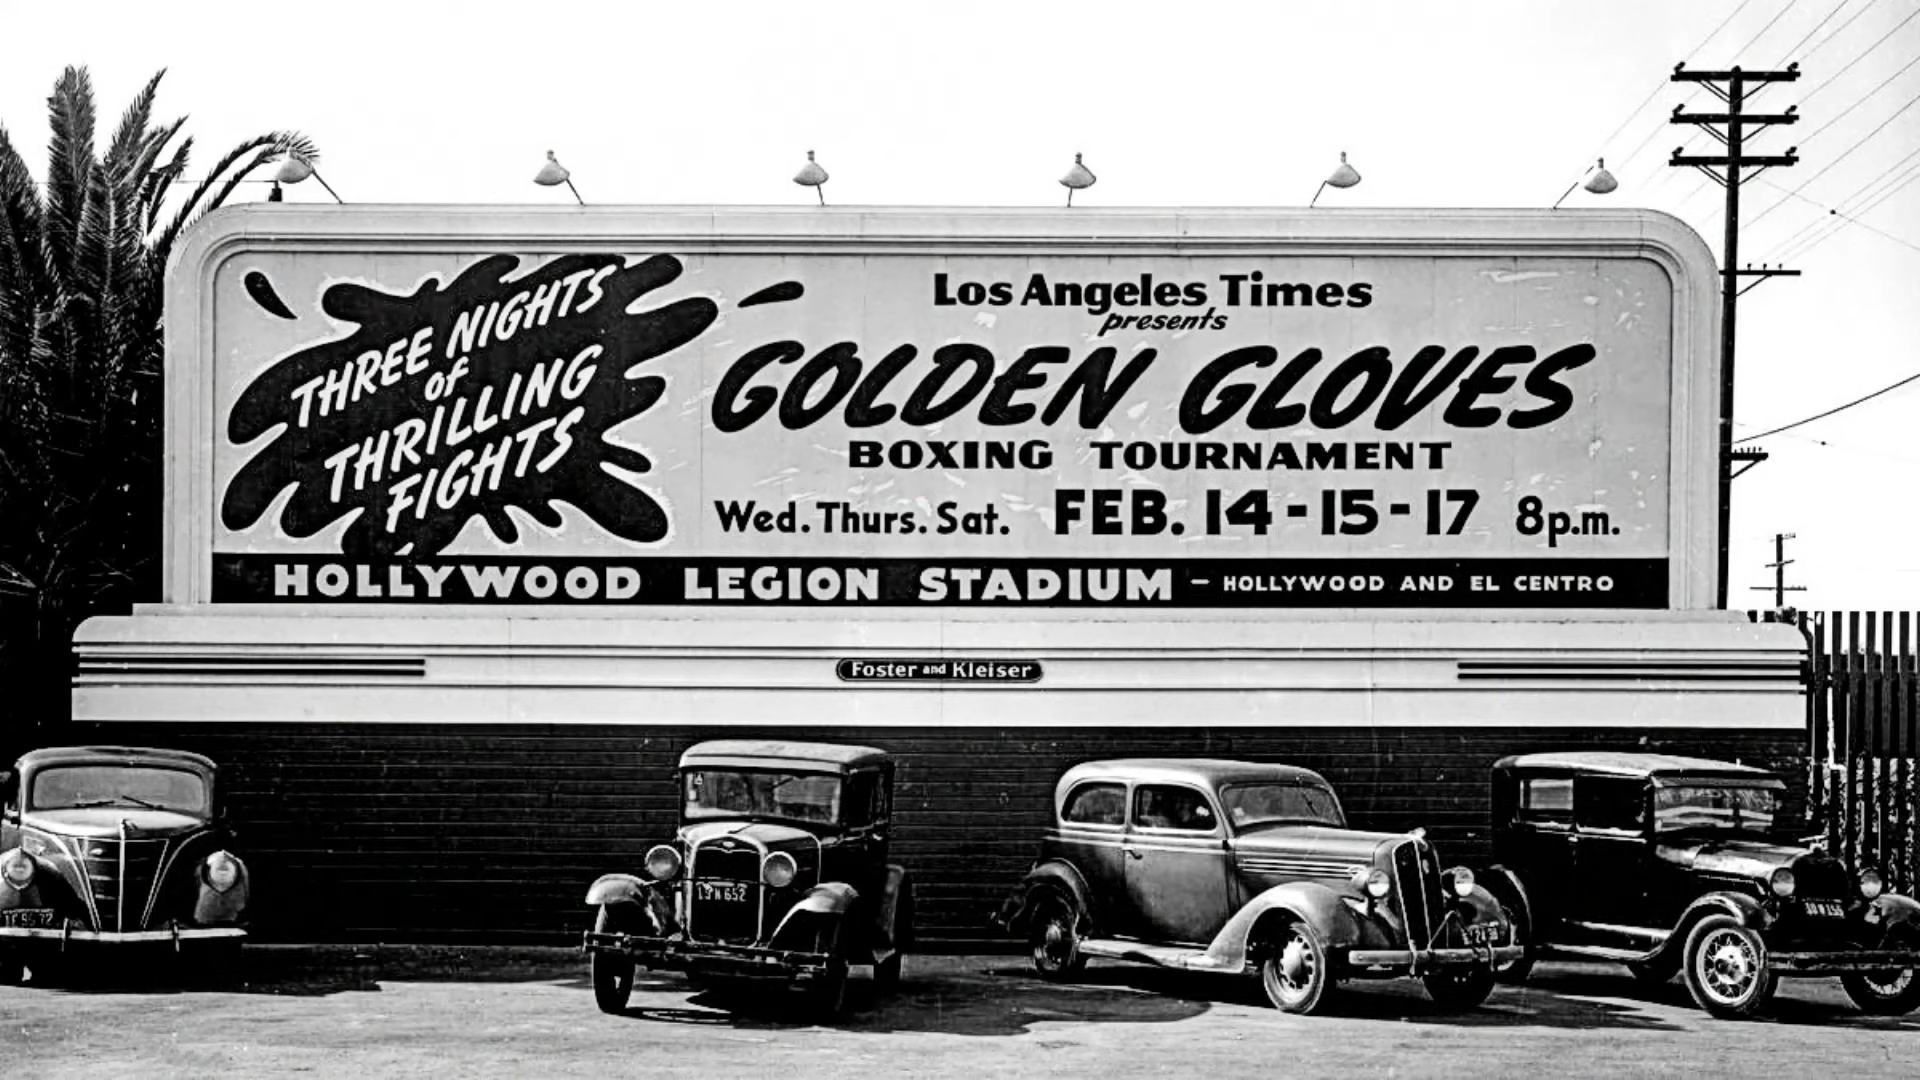 THREE NIGHTS
of
THRILLING
FIGHTS
Los Angeles Times
presents
GOLDEN GLOVES
BOXING TOURNAMENT
Wed. Thurs. Sat. FEB. 14-15-17 8p.m.
HOLLYWOOD LEGION STADIUM - HOLLYWOOD AND EL CENTRO
Foster and Kleiser